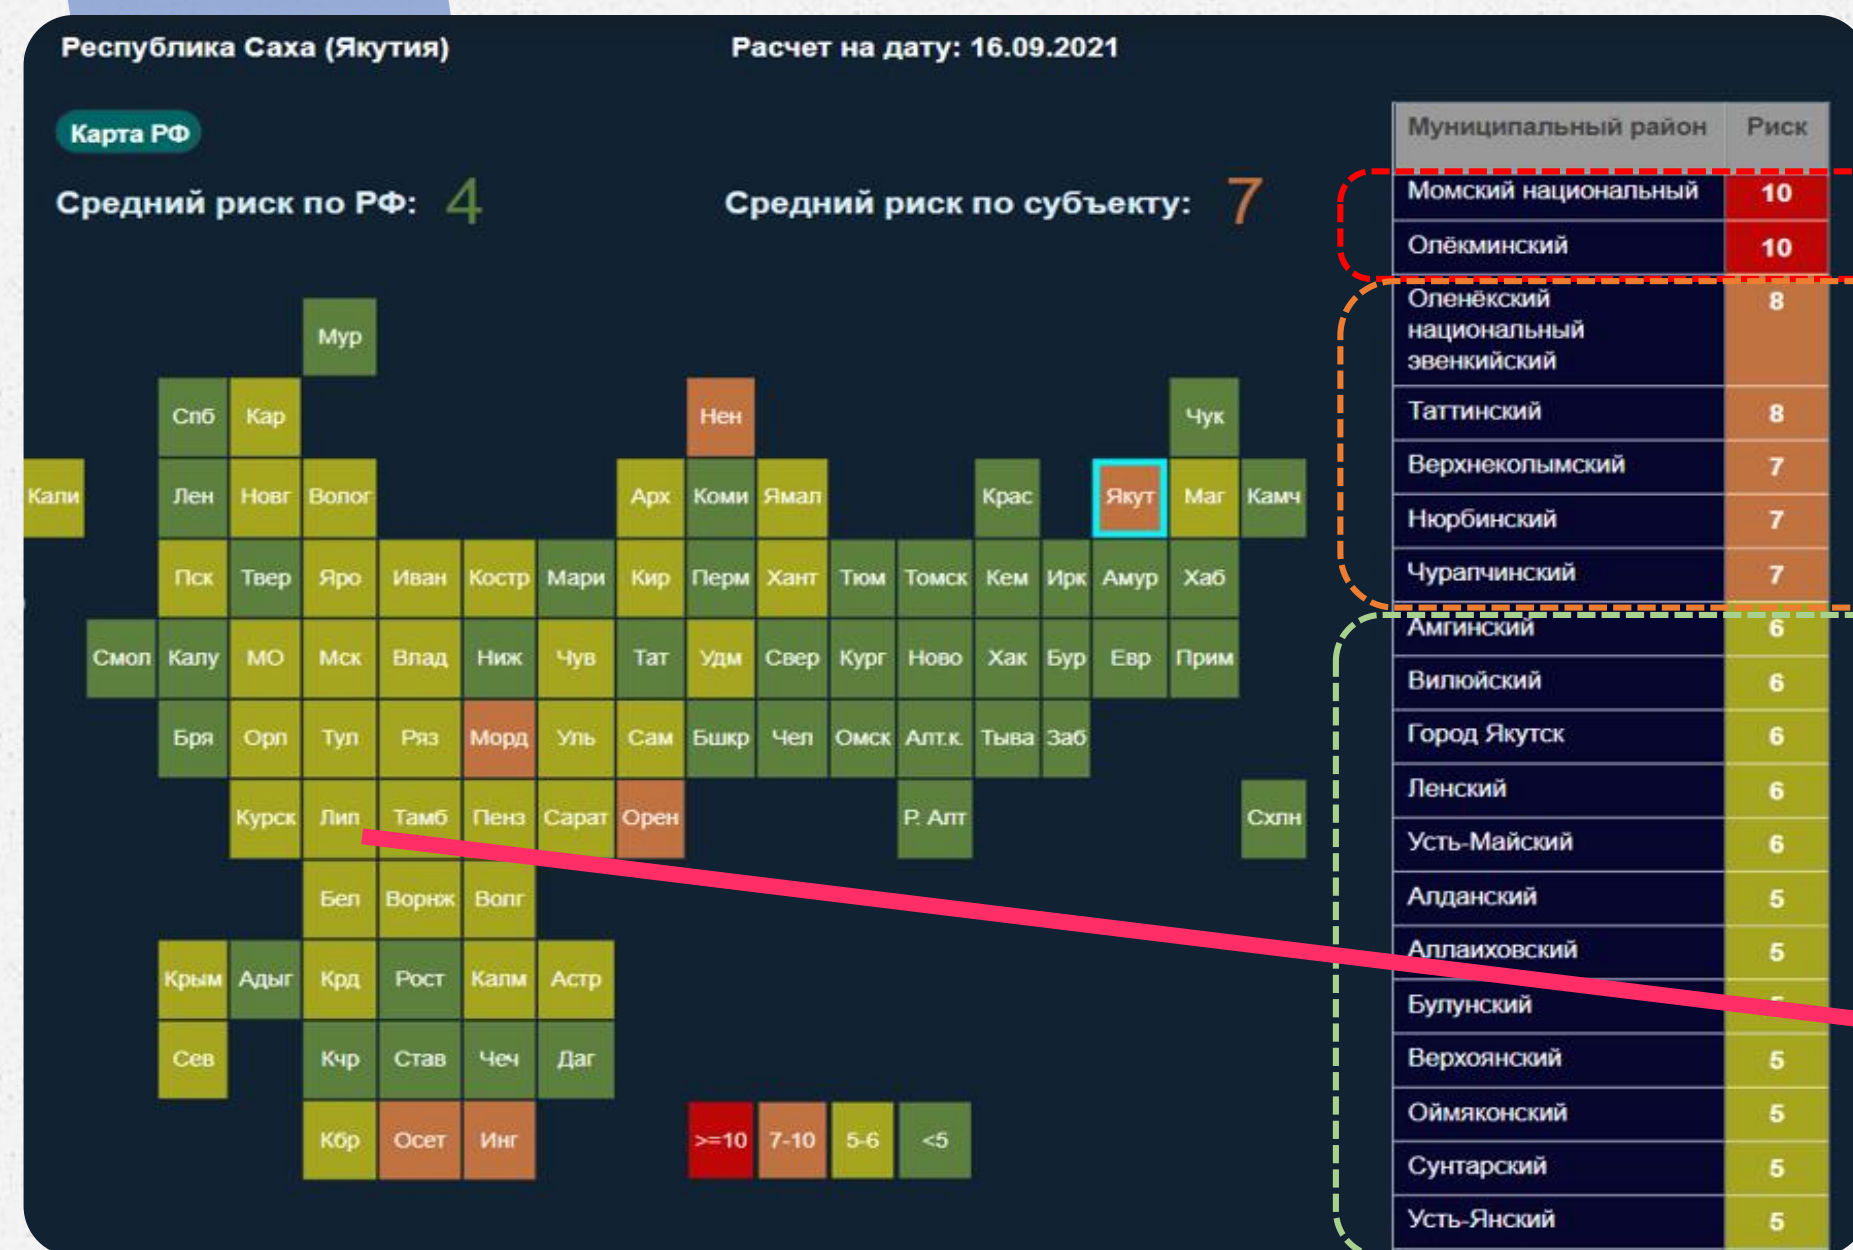 Республика Саха (Якутия)
Расчет на дату: 16.09.2021
Карта РФ
Средний риск по РФ: 4
Средний риск по субъекту: 7
Мур
Спб Кар Нен Чук
Кали Лен Новг Волог Арх Коми Ямал Крас Якут Маг Камч
Пск Твер Яро Иван Костр Мари Кир Перм Хант Тюм Томск Кем Ирк Амур Хаб
Смол Калу МО Мск Влад Ниж Чув Тат Удм Свер Кург Ново Хак Бур Евр Прим
Бря Орл Тул Ряз Морд Уль Сам Бшкр Чел Омск Алт.к. Тыва Заб
Курск Лип Тамб Пенз Сарат Орен Р. Алт Схлн
Бел Ворнж Волг
Крым Адыг Крд Рост Калм Астр
Сев Кчр Став Чеч Даг
Кбр Осет Инг
>=10 7-10 5-6 <5
Муниципальный район Риск
Момский национальный 10
Олёкминский 10
Оленёкский 8
национальный
эвенкийский
Таттинский 8
Верхнеколымский 7
Нюрбинский 7
Чурапчинский 7
Амгинский 6
Вилюйский 6
Город Якутск 6
Ленский 6
Усть-Майский 6
Алданский 5
Аллаиховский 5
Булунский
Верхоянский 5
Оймяконский 5
Сунтарский 5
Усть-Янский 5